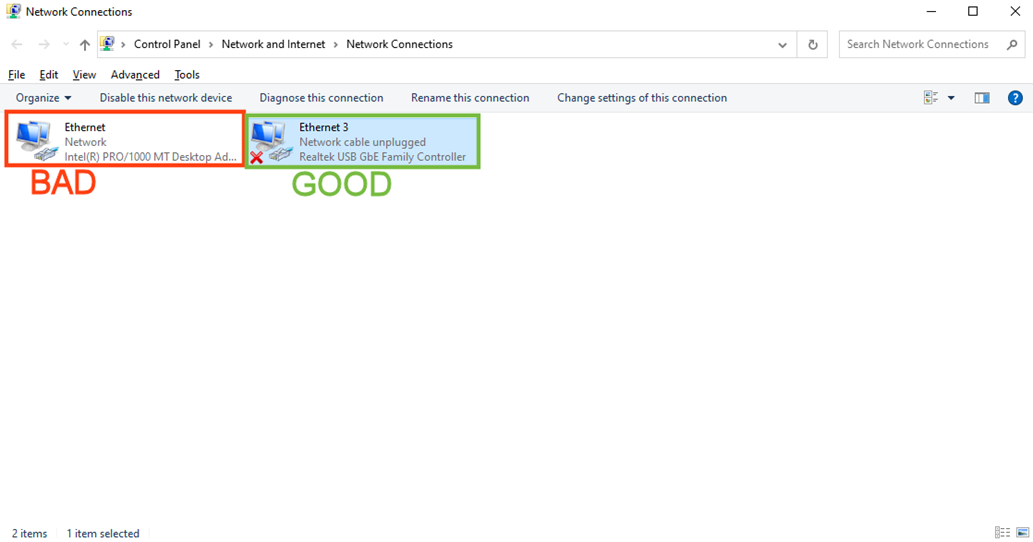 Network Connections
Control Panel > Network and Internet > Network Connections
Search Network Connections
File Edit View Advanced Tools
Organize Disable this network device Diagnose this connection Rename this connection Change settings of this connection
Ethernet
Network
Intel(R) PRO/1000 MT Desktop Ad...
BAD
Ethernet 3
Network cable unplugged
Realtek USB GbE Family Controller
GOOD
2 items 1 item selected